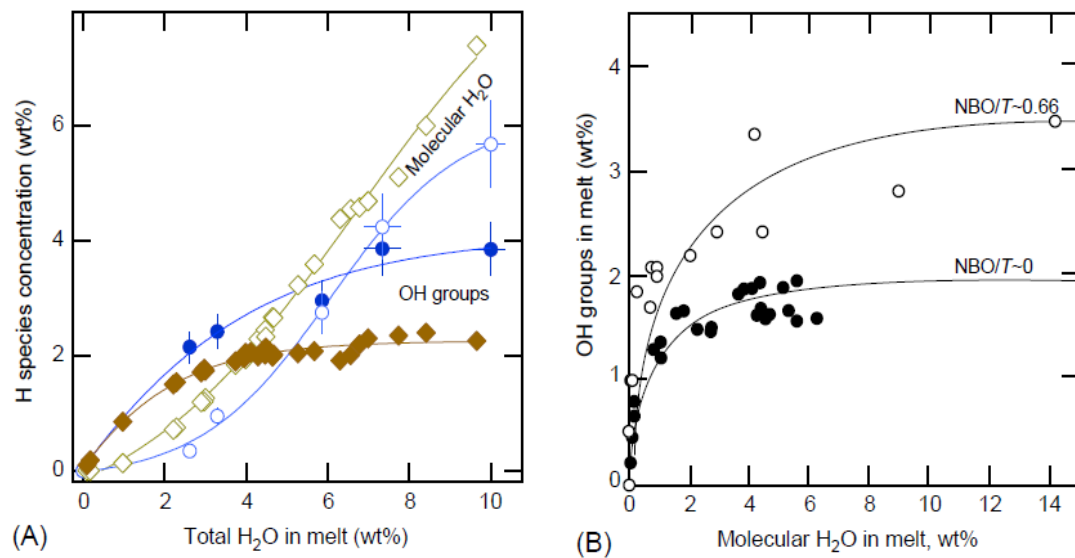 H species concentration (wt%)
6
4
2
0
Molecular H₂O
OH groups
0
2
4
6
8
10
Total H₂O in melt (wt%)
(A)
OH groups in melt (wt%)
4
3
2
1
0
NBO/T~0.66
NBO/T~0
0
2
4
6
8
10
12
14
Molecular H₂O in melt, wt%
(B)